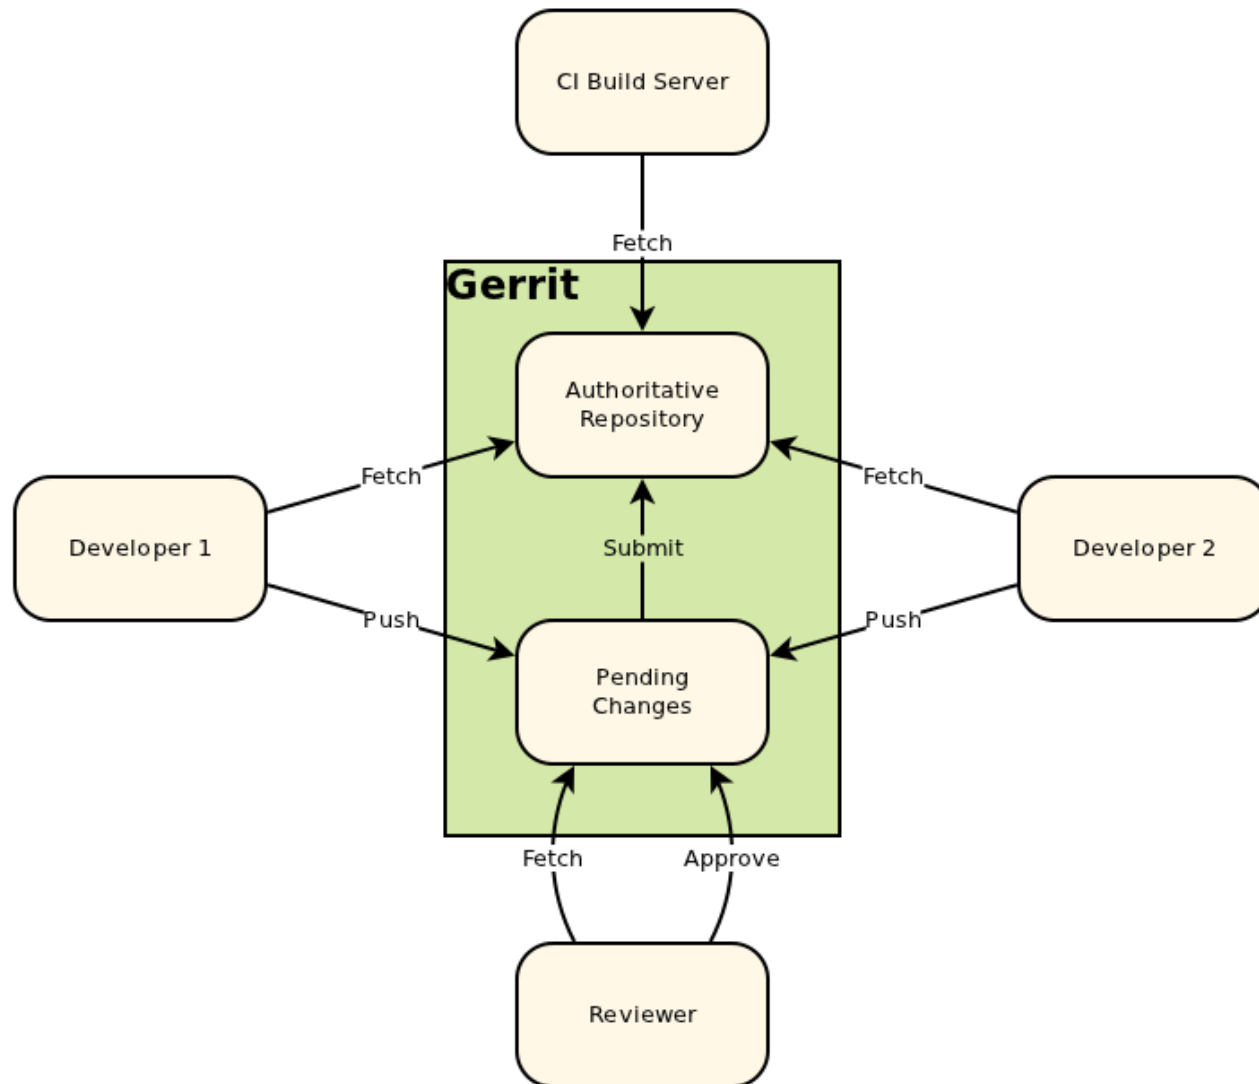 CI Build Server
Fetch
Gerrit
Authoritative
Repository
Fetch
Fetch
Developer 1
Submit
Developer 2
Push
Push
Pending
Changes
Fetch
Approve
Reviewer